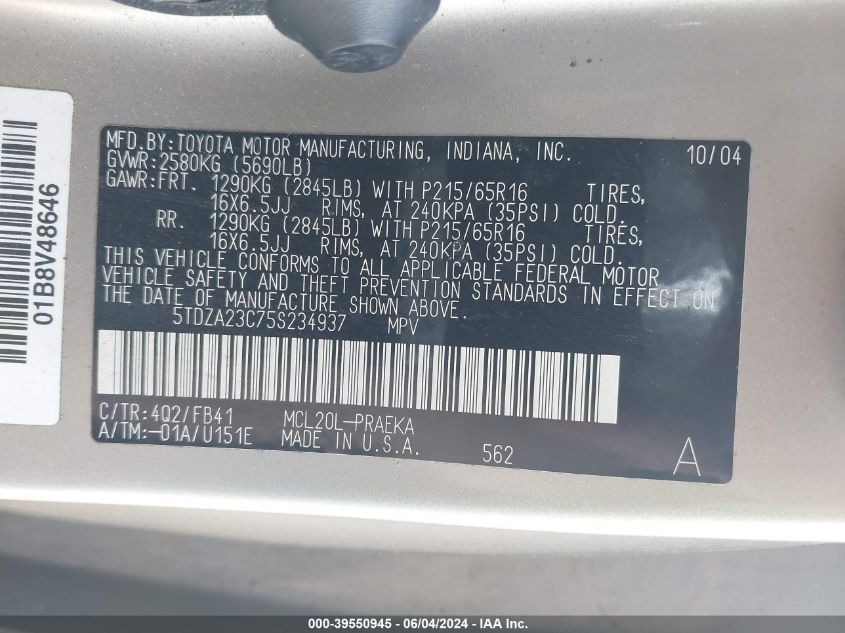 MFD.BY:TOYOTA MOTOR MANUFACTURING, INDIANA, INC. 10/04
GVWR:2580KG (5690LB)
GAWR:FRT. 1290KG (2845LB) WITH P215/65R16 TIRES,
16X6.5JJ RIMS, AT 240KPA (35PSI) COLD.
RR. 1290KG (2845LB) WITH P215/65R16 TIRES,
16X6.5JJ RIMS, AT 240KPA (35PSI) COLD.
THIS VEHICLE CONFORMS TO ALL APPLICABLE FEDERAL MOTOR
VEHICLE SAFETY AND THEFT PREVENTION STANDARDS IN EFFECT ON
THE DATE OF MANUFACTURE SHOWN ABOVE.
5TDZA23C75S234937 MPV
C/TR:4Q2/FB41 MCL20L-PRAEKA
A/TM:-01A/U151E MADE IN U.S.A. 562 A
01B8V48646
000-39550945 - 06/04/2024 - IAA Inc.